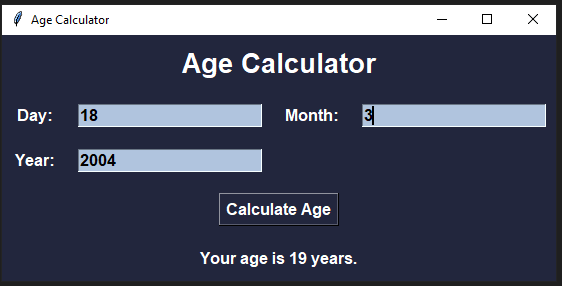 Age Calculator
Age Calculator
Day: 18 Month: 3
Year: 2004
Calculate Age
Your age is 19 years.